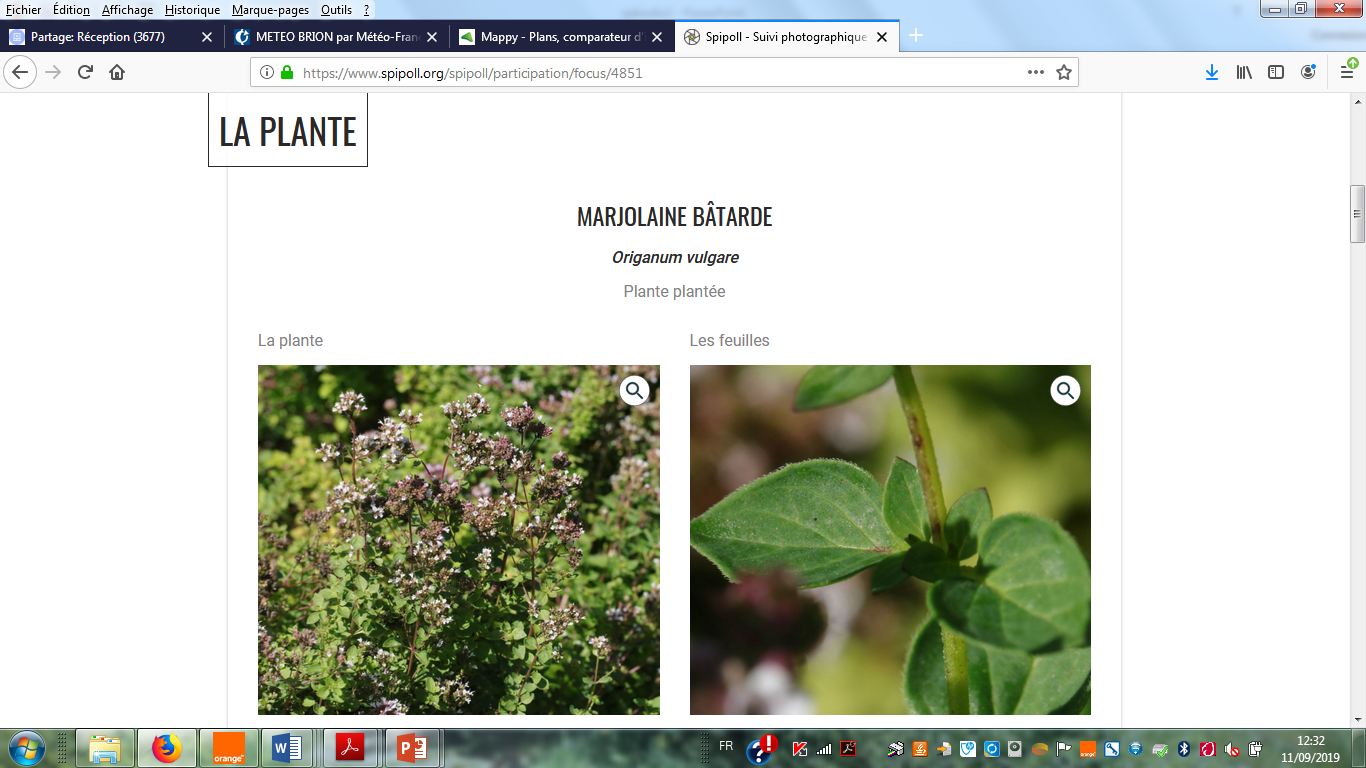 Fichier Édition Affichage Historique Marque-pages Outils ?
Partage: Réception (3677)
METEO BRION par Météo-Fran
Mappy - Plans, comparateur d'i
Spipoll - Suivi photographique
https://www.spipoll.org/spipoll/participation/focus/4851
LA PLANTE
MARJOLAINE BÂTARDE
Origanum vulgare
Plante plantée
La plante
Les feuilles
orange
FR
12:32
11/09/2019